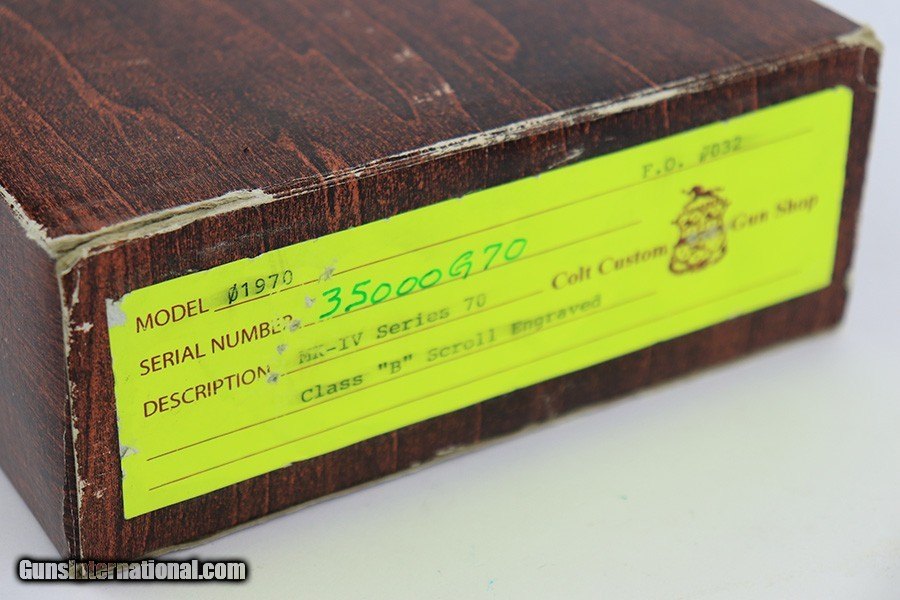 F.O. Ø032
MODEL Ø1970
SERIAL NUMBER 35000G70
Colt Custom Gun Shop
DESCRIPTION MK-IV Series 70
Class "B" Scroll Engraved
GunsInternational.com